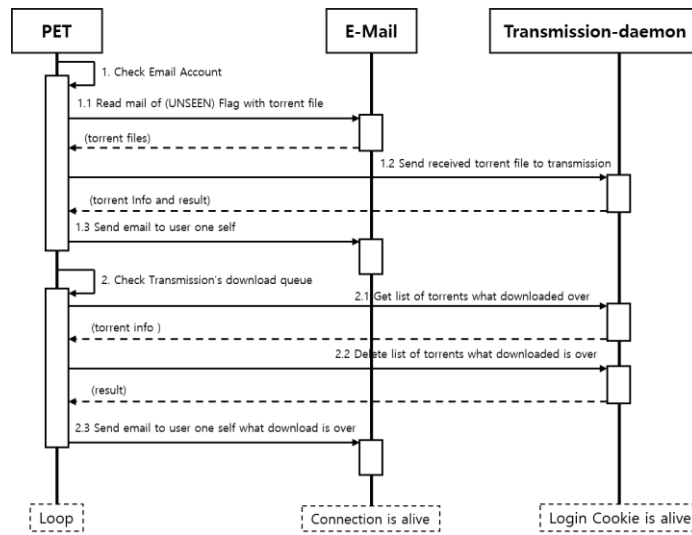 PET
E-Mail
Transmission-daemon
1. Check Email Account
1.1 Read mail of (UNSEEN) Flag with torrent file
(torrent files)
1.2 Send received torrent file to transmission
(torrent Info and result)
1.3 Send email to user one self
2. Check Transmission's download queue
2.1 Get list of torrents what downloaded over
(torrent info )
2.2 Delete list of torrents what downloaded is over
(result)
2.3 Send email to user one self what download is over
Loop
Connection is alive
Login Cookie is alive